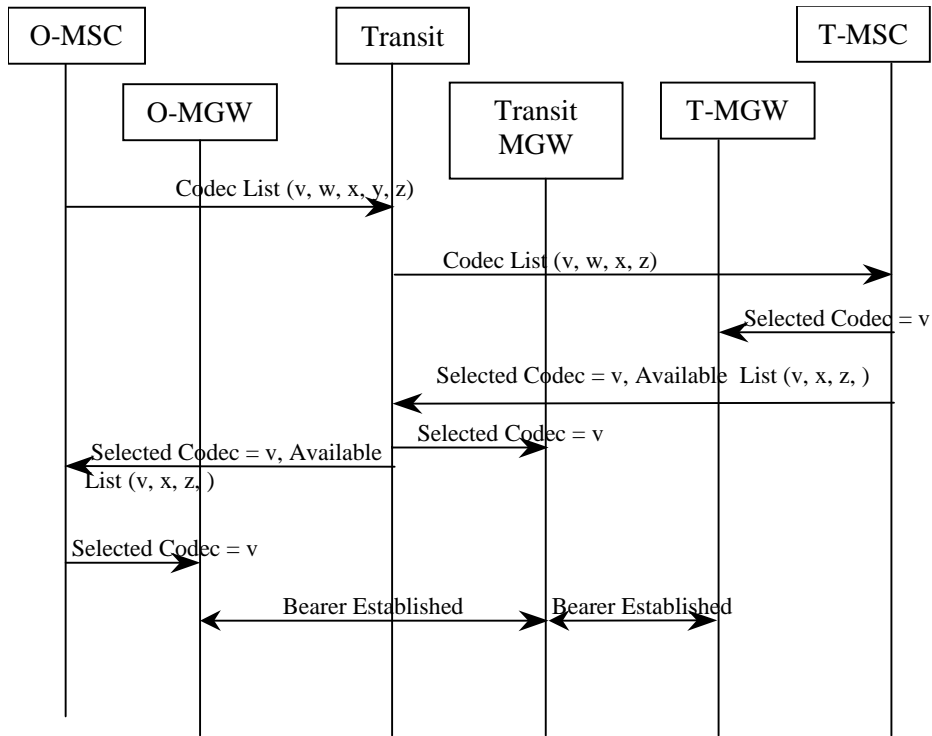 O-MSC
Transit
T-MSC
O-MGW
Transit
MGW
T-MGW
Codec List (v, w, x, y, z)
Codec List (v, w, x, z)
Selected Codec = v
Selected Codec = v, Available List (v, x, z, )
Selected Codec = v
Selected Codec = v, Available
List (v, x, z, )
Selected Codec = v
Bearer Established
Bearer Established